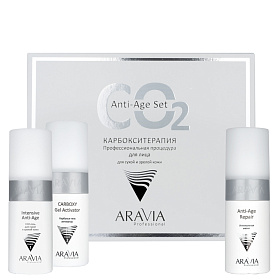 Anti-Age Set
CO2
КАРБОКСИТЕРАПИЯ
Профессиональная процедура
для лица
для сухой и зрелой кожи
ARAVIA
Professional
Intensive
Anti-Age
ARAVIA
CARBOXY
Gel Activator
ARAVIA
Anti-Age
Repair
ARAVIA